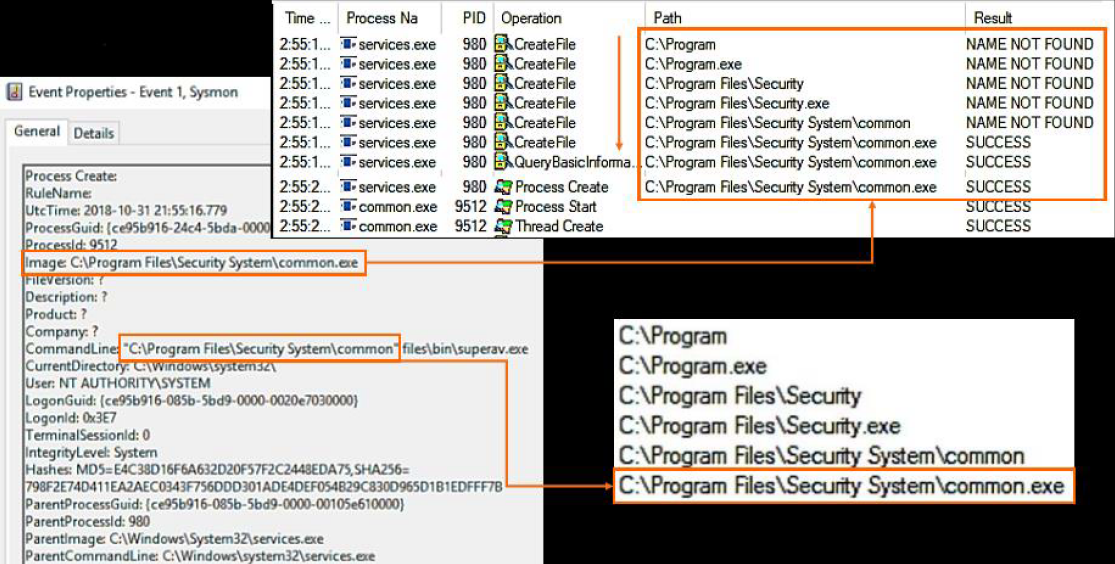 Time ... Process Na PID Operation Path Result
2:55:1... services.exe 980 CreateFile C:\Program NAME NOT FOUND
2:55:1... services.exe 980 CreateFile C:\Program.exe NAME NOT FOUND
2:55:1... services.exe 980 CreateFile C:\Program Files\Security NAME NOT FOUND
2:55:1... services.exe 980 CreateFile C:\Program Files\Security.exe NAME NOT FOUND
2:55:1... services.exe 980 CreateFile C:\Program Files\Security System\common NAME NOT FOUND
2:55:1... services.exe 980 CreateFile C:\Program Files\Security System\common.exe SUCCESS
2:55:1... services.exe 980 QueryBasicInforma... C:\Program Files\Security System\common.exe SUCCESS
2:55:2... services.exe 980 Process Create C:\Program Files\Security System\common.exe SUCCESS
2:55:2... common.exe 9512 Process Start SUCCESS
2:55:2... common.exe 9512 Thread Create SUCCESS
Event Properties - Event 1, Sysmon
General Details
Process Create:
RuleName:
UtcTime: 2018-10-31 21:55:16.779
ProcessGuid: {ce95b916-24c4-5bda-0000
ProcessId: 9512
Image: C:\Program Files\Security System\common.exe
FileVersion: ?
Description: ?
Product: ?
Company: ?
CommandLine: "C:\Program Files\Security System\common" files\bin\superav.exe
CurrentDirectory: C:\Windows\system32\
User: NT AUTHORITY\SYSTEM
LogonGuid: {ce95b916-085b-5bd9-0000-0020e7030000}
LogonId: 0x3E7
TerminalSessionId: 0
IntegrityLevel: System
Hashes: MD5=E4C38D16F6A632D20F57F2C2448EDA75,SHA256=
798F2E74D411EA2AEC0343F756DDD301ADE4DEF054B29C830D965D1B1EDFFF7B
ParentProcessGuid: {ce95b916-085b-5bd9-0000-00105e610000}
ParentProcessId: 980
ParentImage: C:\Windows\System32\services.exe
ParentCommandLine: C:\Windows\system32\services.exe
C:\Program
C:\Program.exe
C:\Program Files\Security
C:\Program Files\Security.exe
C:\Program Files\Security System\common
C:\Program Files\Security System\common.exe